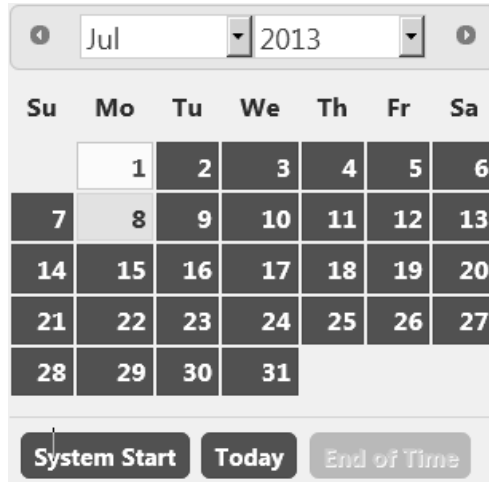 Jul 2013
Su Mo Tu We Th Fr Sa
1 2 3 4 5 6
7 8 9 10 11 12 13
14 15 16 17 18 19 20
21 22 23 24 25 26 27
28 29 30 31
System Start Today End of Time